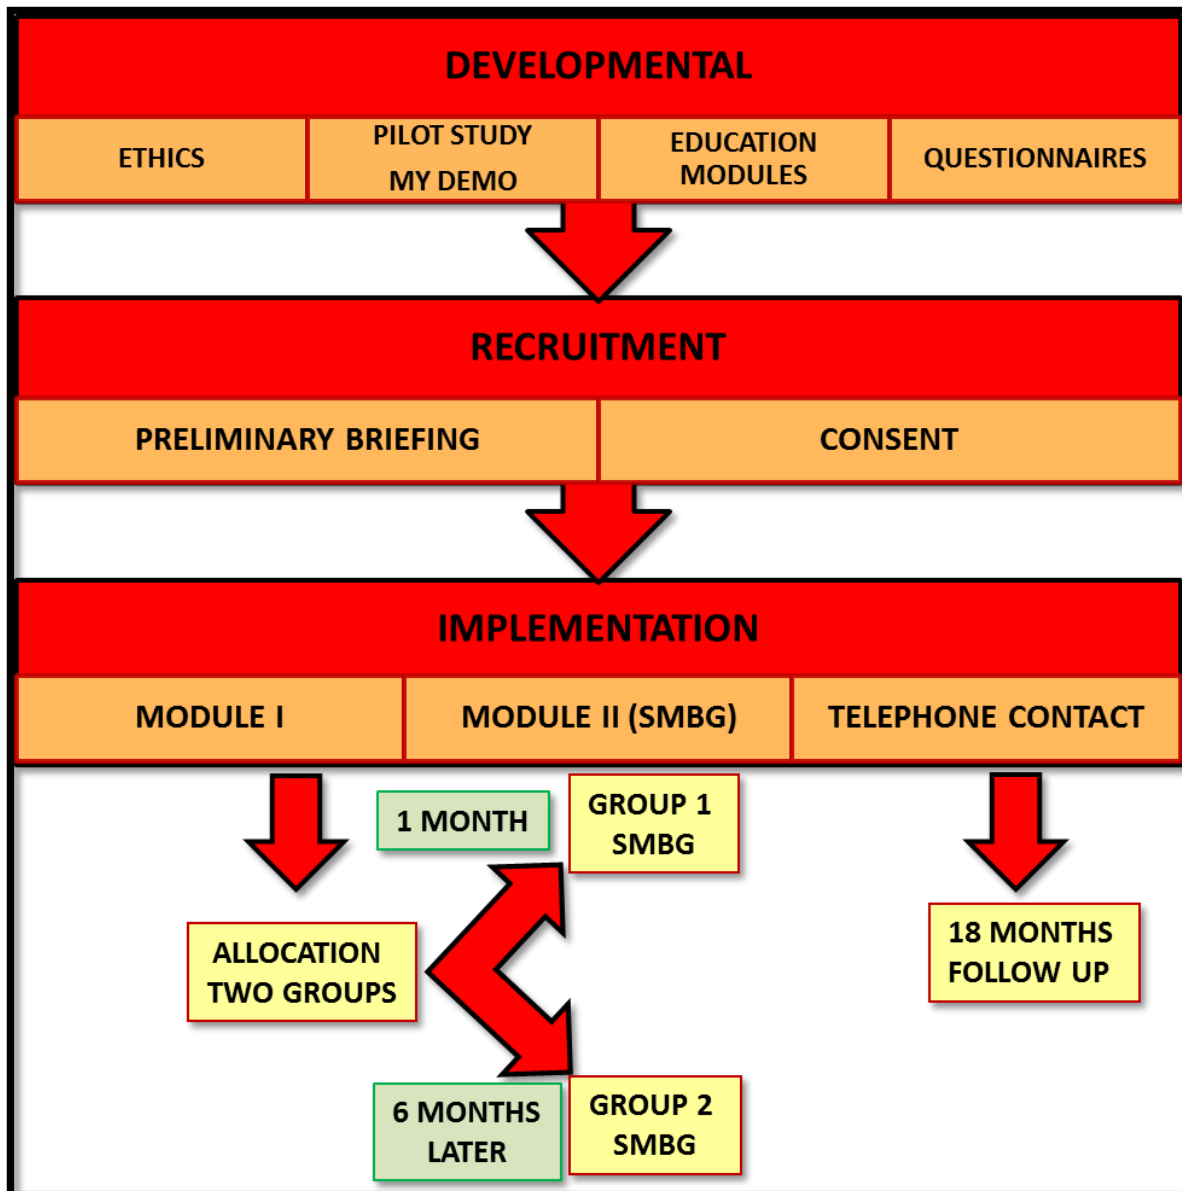 DEVELOPMENTAL
ETHICS
PILOT STUDY
MY DEMO
EDUCATION
MODULES
QUESTIONNAIRES
RECRUITMENT
PRELIMINARY BRIEFING
CONSENT
IMPLEMENTATION
MODULE I
MODULE II (SMBG)
TELEPHONE CONTACT
1 MONTH
GROUP 1
SMBG
ALLOCATION
TWO GROUPS
18 MONTHS
FOLLOW UP
6 MONTHS
LATER
GROUP 2
SMBG